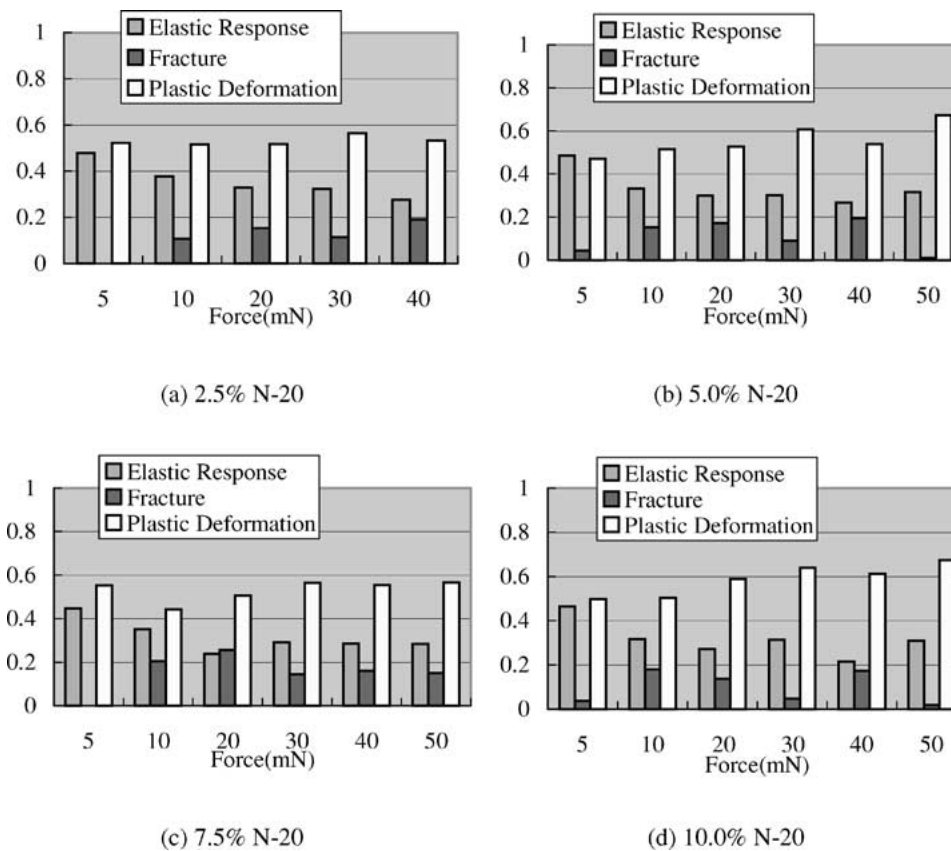 Elastic Response
Fracture
Plastic Deformation
1
0.8
0.6
0.4
0.2
0
5 10 20 30 40
Force(mN)
(a) 2.5% N-20
Elastic Response
Fracture
Plastic Deformation
1
0.8
0.6
0.4
0.2
0
5 10 20 30 40 50
Force(mN)
(b) 5.0% N-20
Elastic Response
Fracture
Plastic Deformation
1
0.8
0.6
0.4
0.2
0
5 10 20 30 40 50
Force(mN)
(c) 7.5% N-20
Elastic Response
Fracture
Plastic Deformation
1
0.8
0.6
0.4
0.2
0
5 10 20 30 40 50
Force(mN)
(d) 10.0% N-20